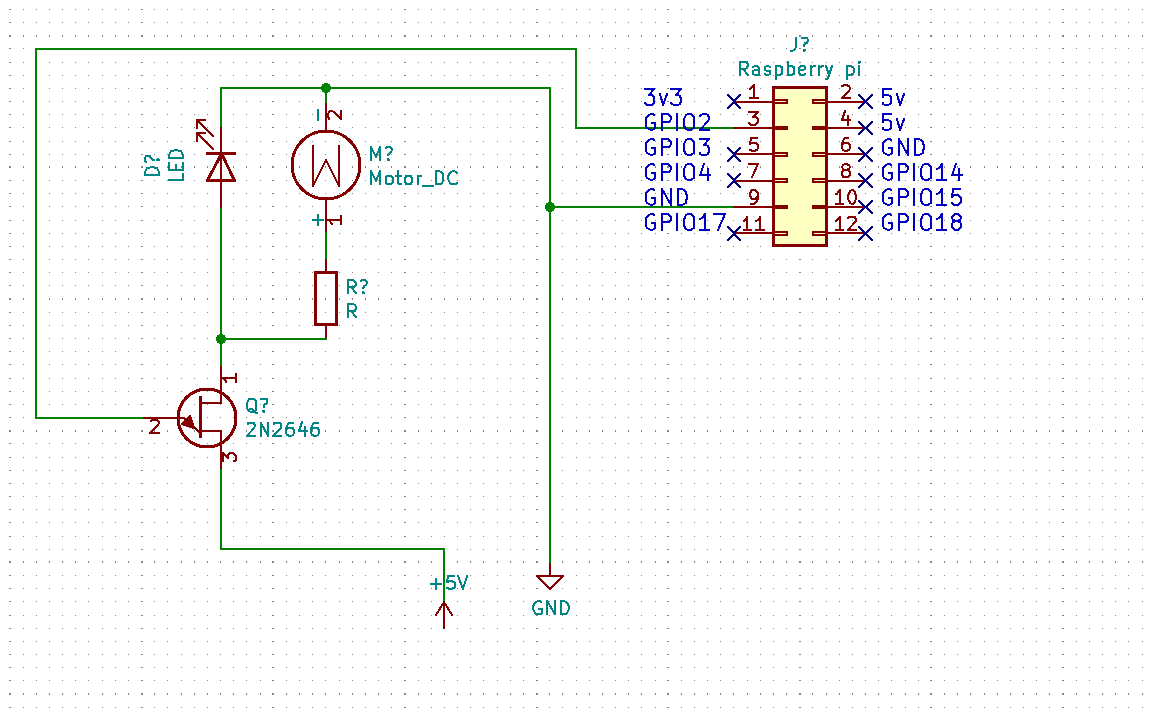 J?
Raspberry pi
3v3 1 2 5v
GPIO2 3 4 5v
GPIO3 5 6 GND
GPIO4 7 8 GPIO14
GND 9 10 GPIO15
GPIO17 11 12 GPIO18
D?
LED
- 2
M
M?
Motor_DC
+ 1
R?
R
1
2
3
Q?
2N2646
+5V
GND